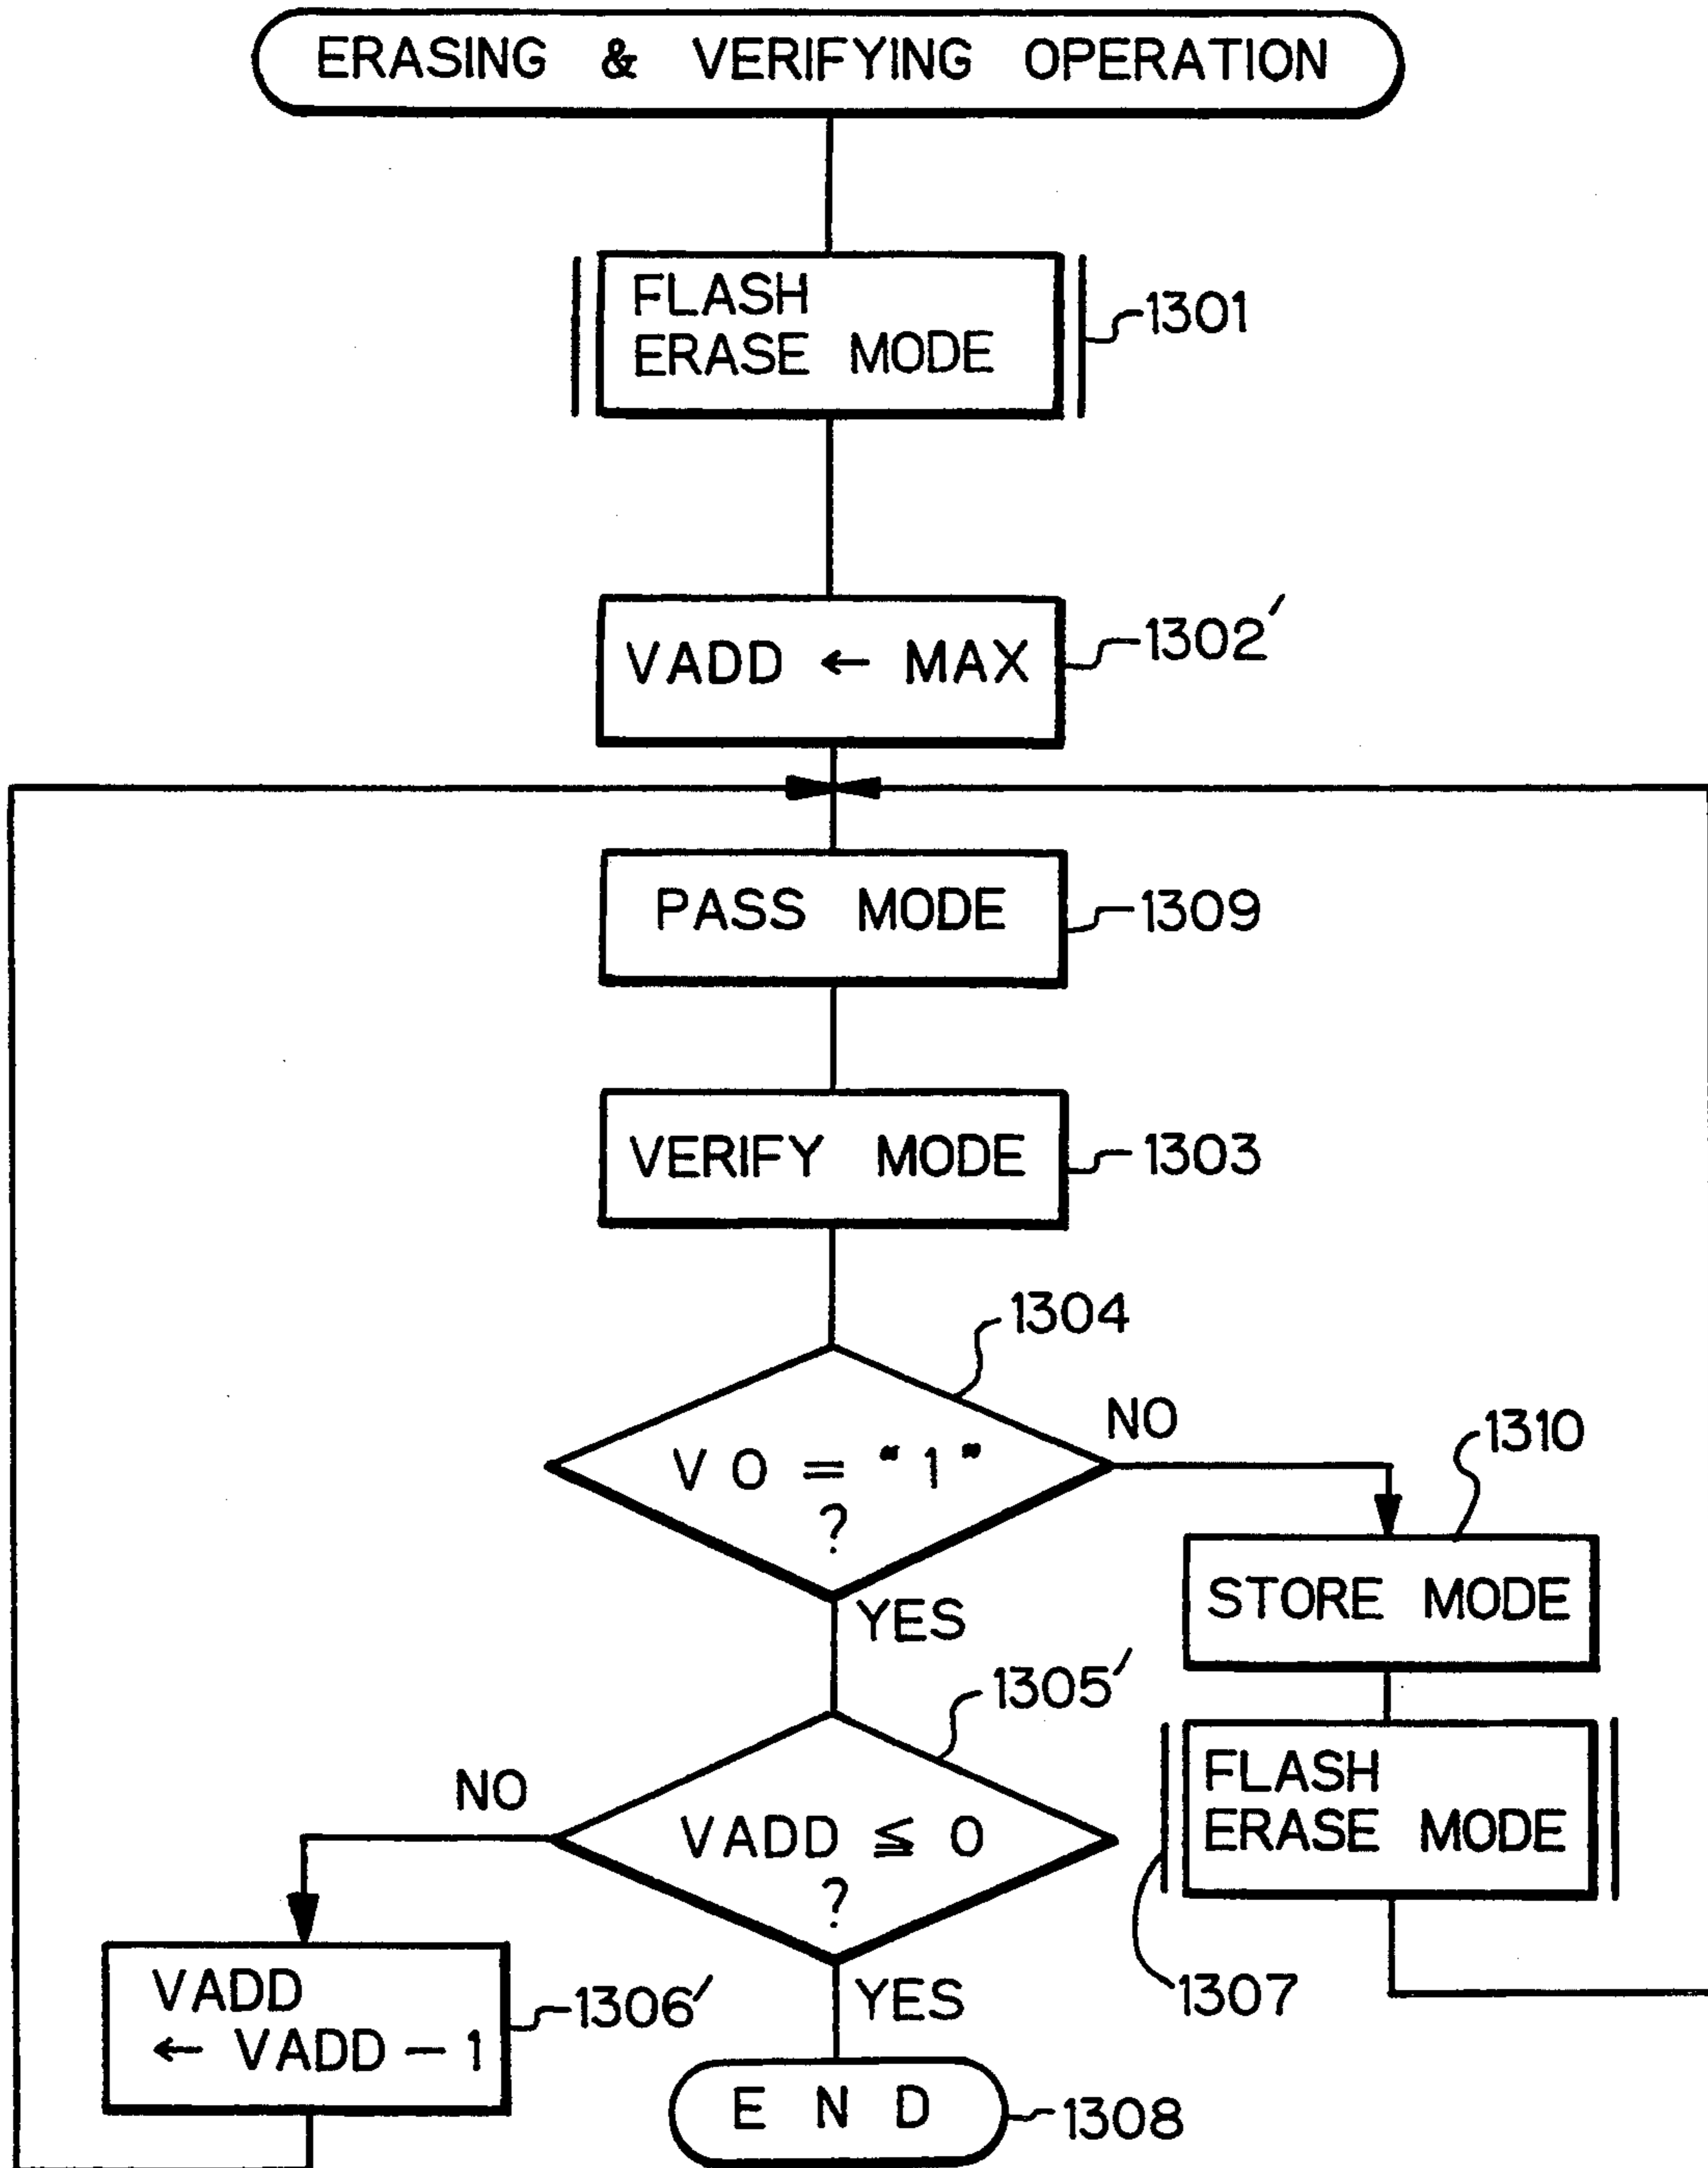 ERASING & VERIFYING OPERATION
FLASH
ERASE MODE
1301
VADD ← MAX
1302′
PASS MODE
1309
VERIFY MODE
1303
1304
V O = "1"
?
NO
YES
1310
STORE MODE
1305′
VADD ≦ 0
?
NO
YES
FLASH
ERASE MODE
1307
VADD
← VADD − 1
1306′
E N D
1308